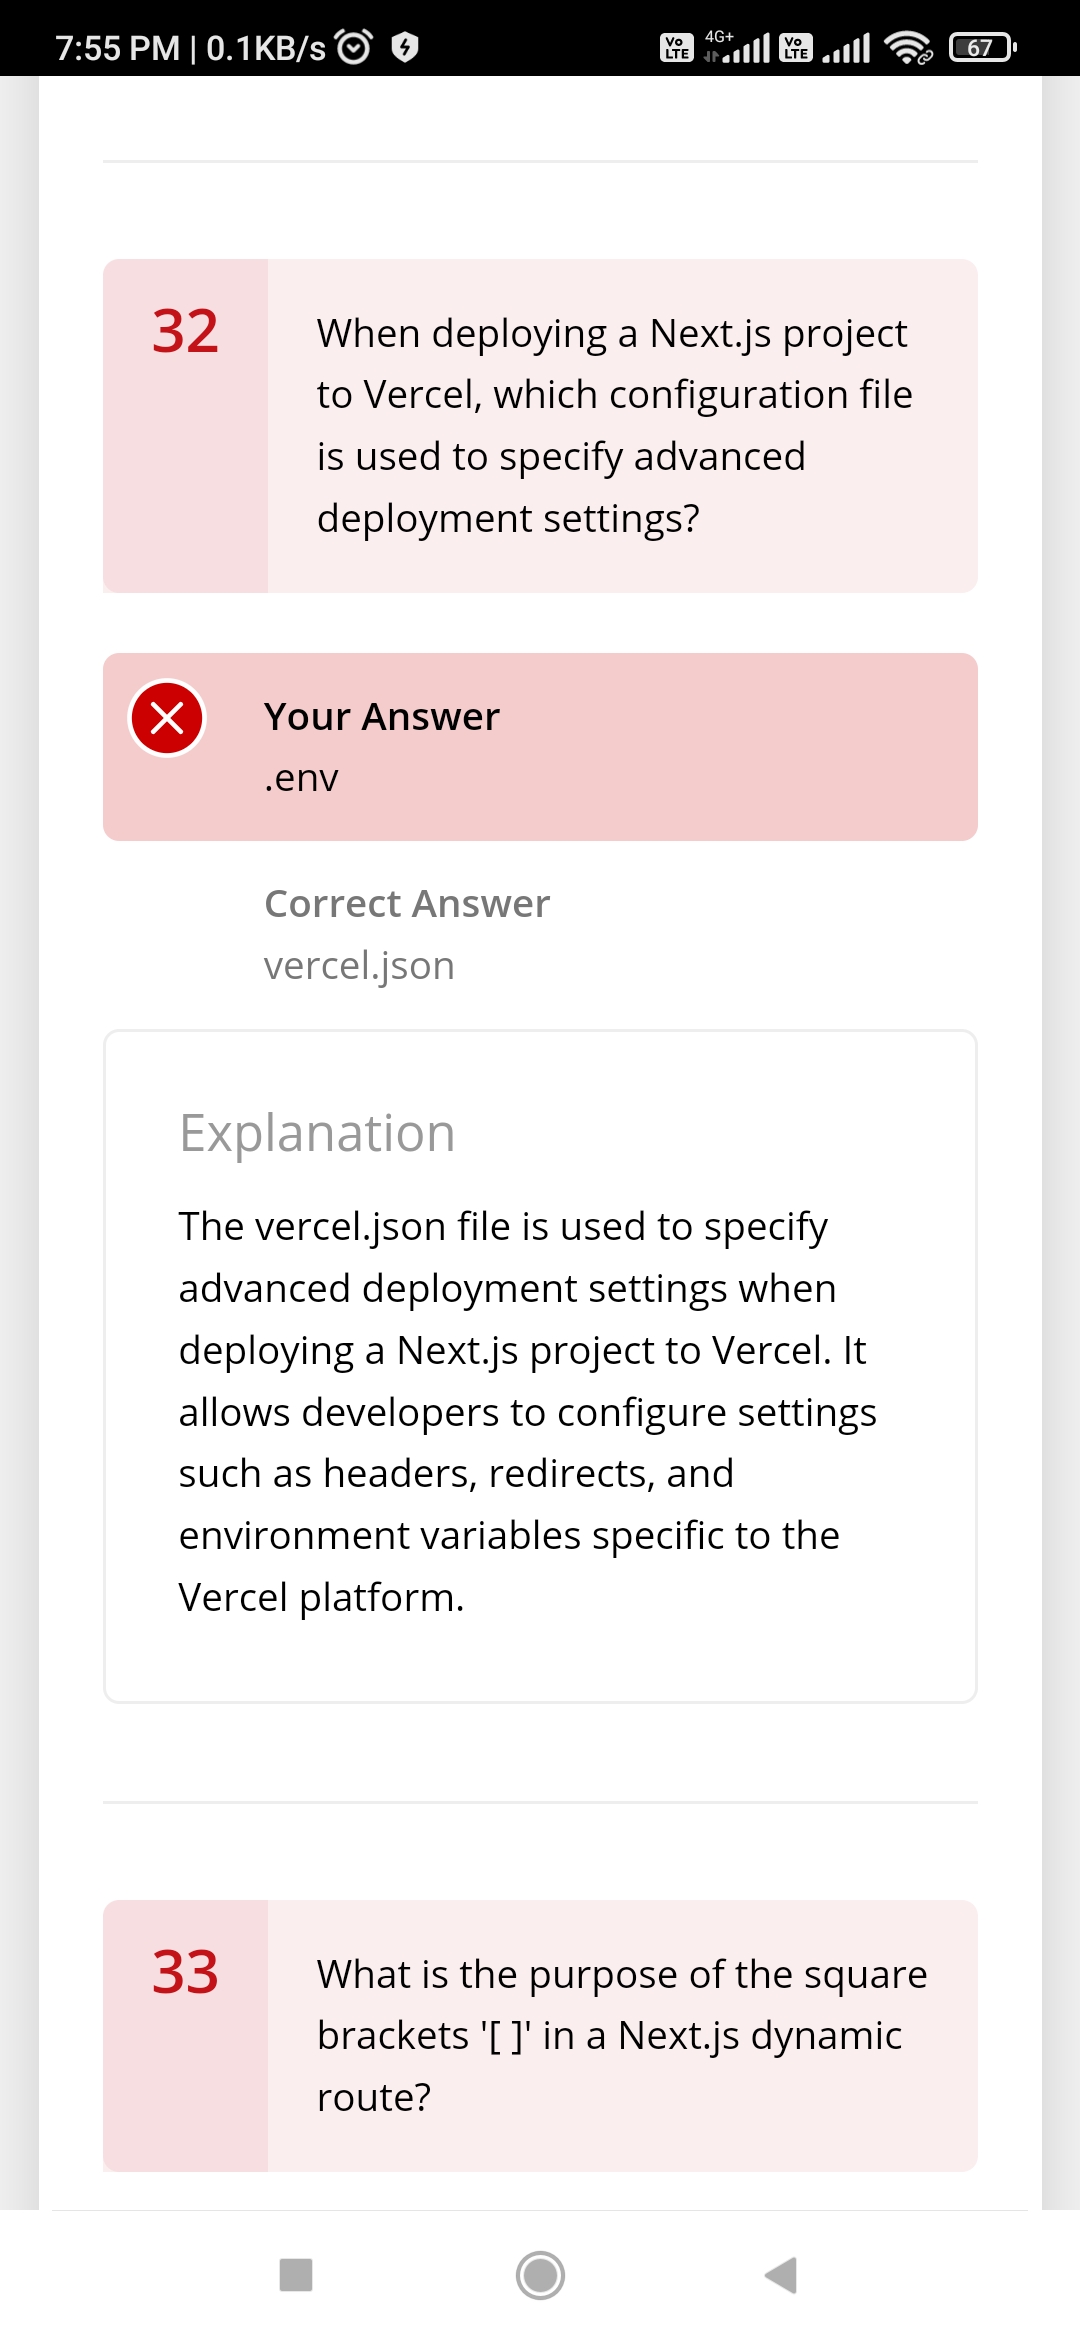 7:55 PM | 0.1KB/s
Vo LTE 4G+ Vo LTE 67
32
When deploying a Next.js project
to Vercel, which configuration file
is used to specify advanced
deployment settings?
Your Answer
.env
Correct Answer
vercel.json
Explanation
The vercel.json file is used to specify
advanced deployment settings when
deploying a Next.js project to Vercel. It
allows developers to configure settings
such as headers, redirects, and
environment variables specific to the
Vercel platform.
33
What is the purpose of the square
brackets '[ ]' in a Next.js dynamic
route?